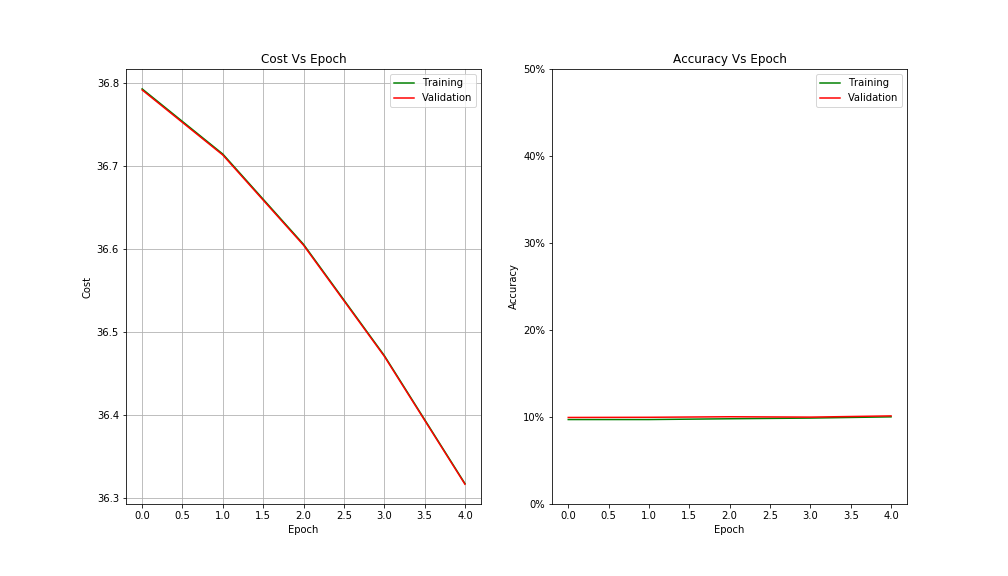 Cost Vs Epoch
Training
Validation
36.8
36.7
36.6
36.5
36.4
36.3
Cost
0.0 0.5 1.0 1.5 2.0 2.5 3.0 3.5 4.0
Epoch
Accuracy Vs Epoch
Training
Validation
50%
40%
30%
20%
10%
0%
Accuracy
0.0 0.5 1.0 1.5 2.0 2.5 3.0 3.5 4.0
Epoch